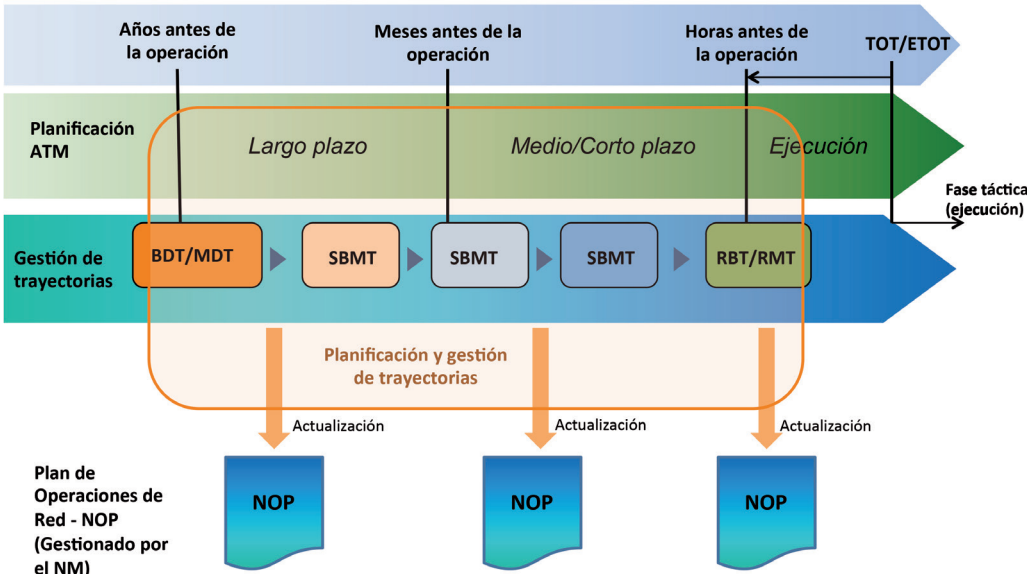 Años antes de
la operación
Meses antes de la
operación
Horas antes de
la operación
TOT/ETOT
Planificación
ATM
Largo plazo
Medio/Corto plazo
Ejecución
Fase táctica
(ejecución)
Gestión de
trayectorias
BDT/MDT
SBMT
SBMT
SBMT
RBT/RMT
Planificación y gestión
de trayectorias
Actualización
Actualización
Actualización
Plan de
Operaciones de
Red - NOP
(Gestionado por
el NM)
NOP
NOP
NOP